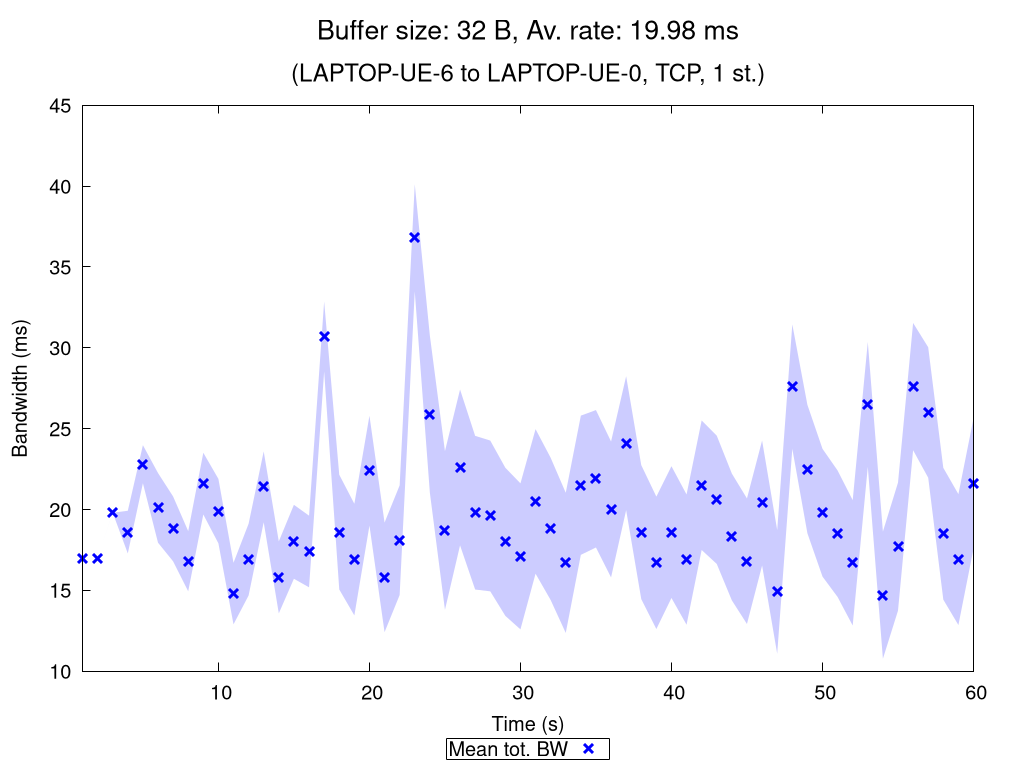 Buffer size: 32 B, Av. rate: 19.98 ms
(LAPTOP-UE-6 to LAPTOP-UE-0, TCP, 1 st.)
45
40
35
30
25
20
15
10
Bandwidth (ms)
10 20 30 40 50 60
Time (s)
Mean tot. BW